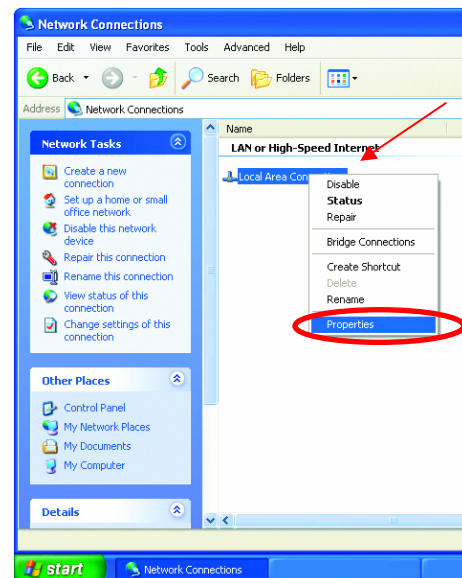 Network Connections
File Edit View Favorites Tools Advanced Help
Back Search Folders
Address Network Connections
Network Tasks
Create a new
connection
Set up a home or small
office network
Disable this network
device
Repair this connection
Rename this connection
View status of this
connection
Change settings of this
connection
Other Places
Control Panel
My Network Places
My Documents
My Computer
Details
Name
LAN or High-Speed Internet
Local Area
Disable
Status
Repair
Bridge Connections
Create Shortcut
Delete
Rename
Properties
start Network Connections